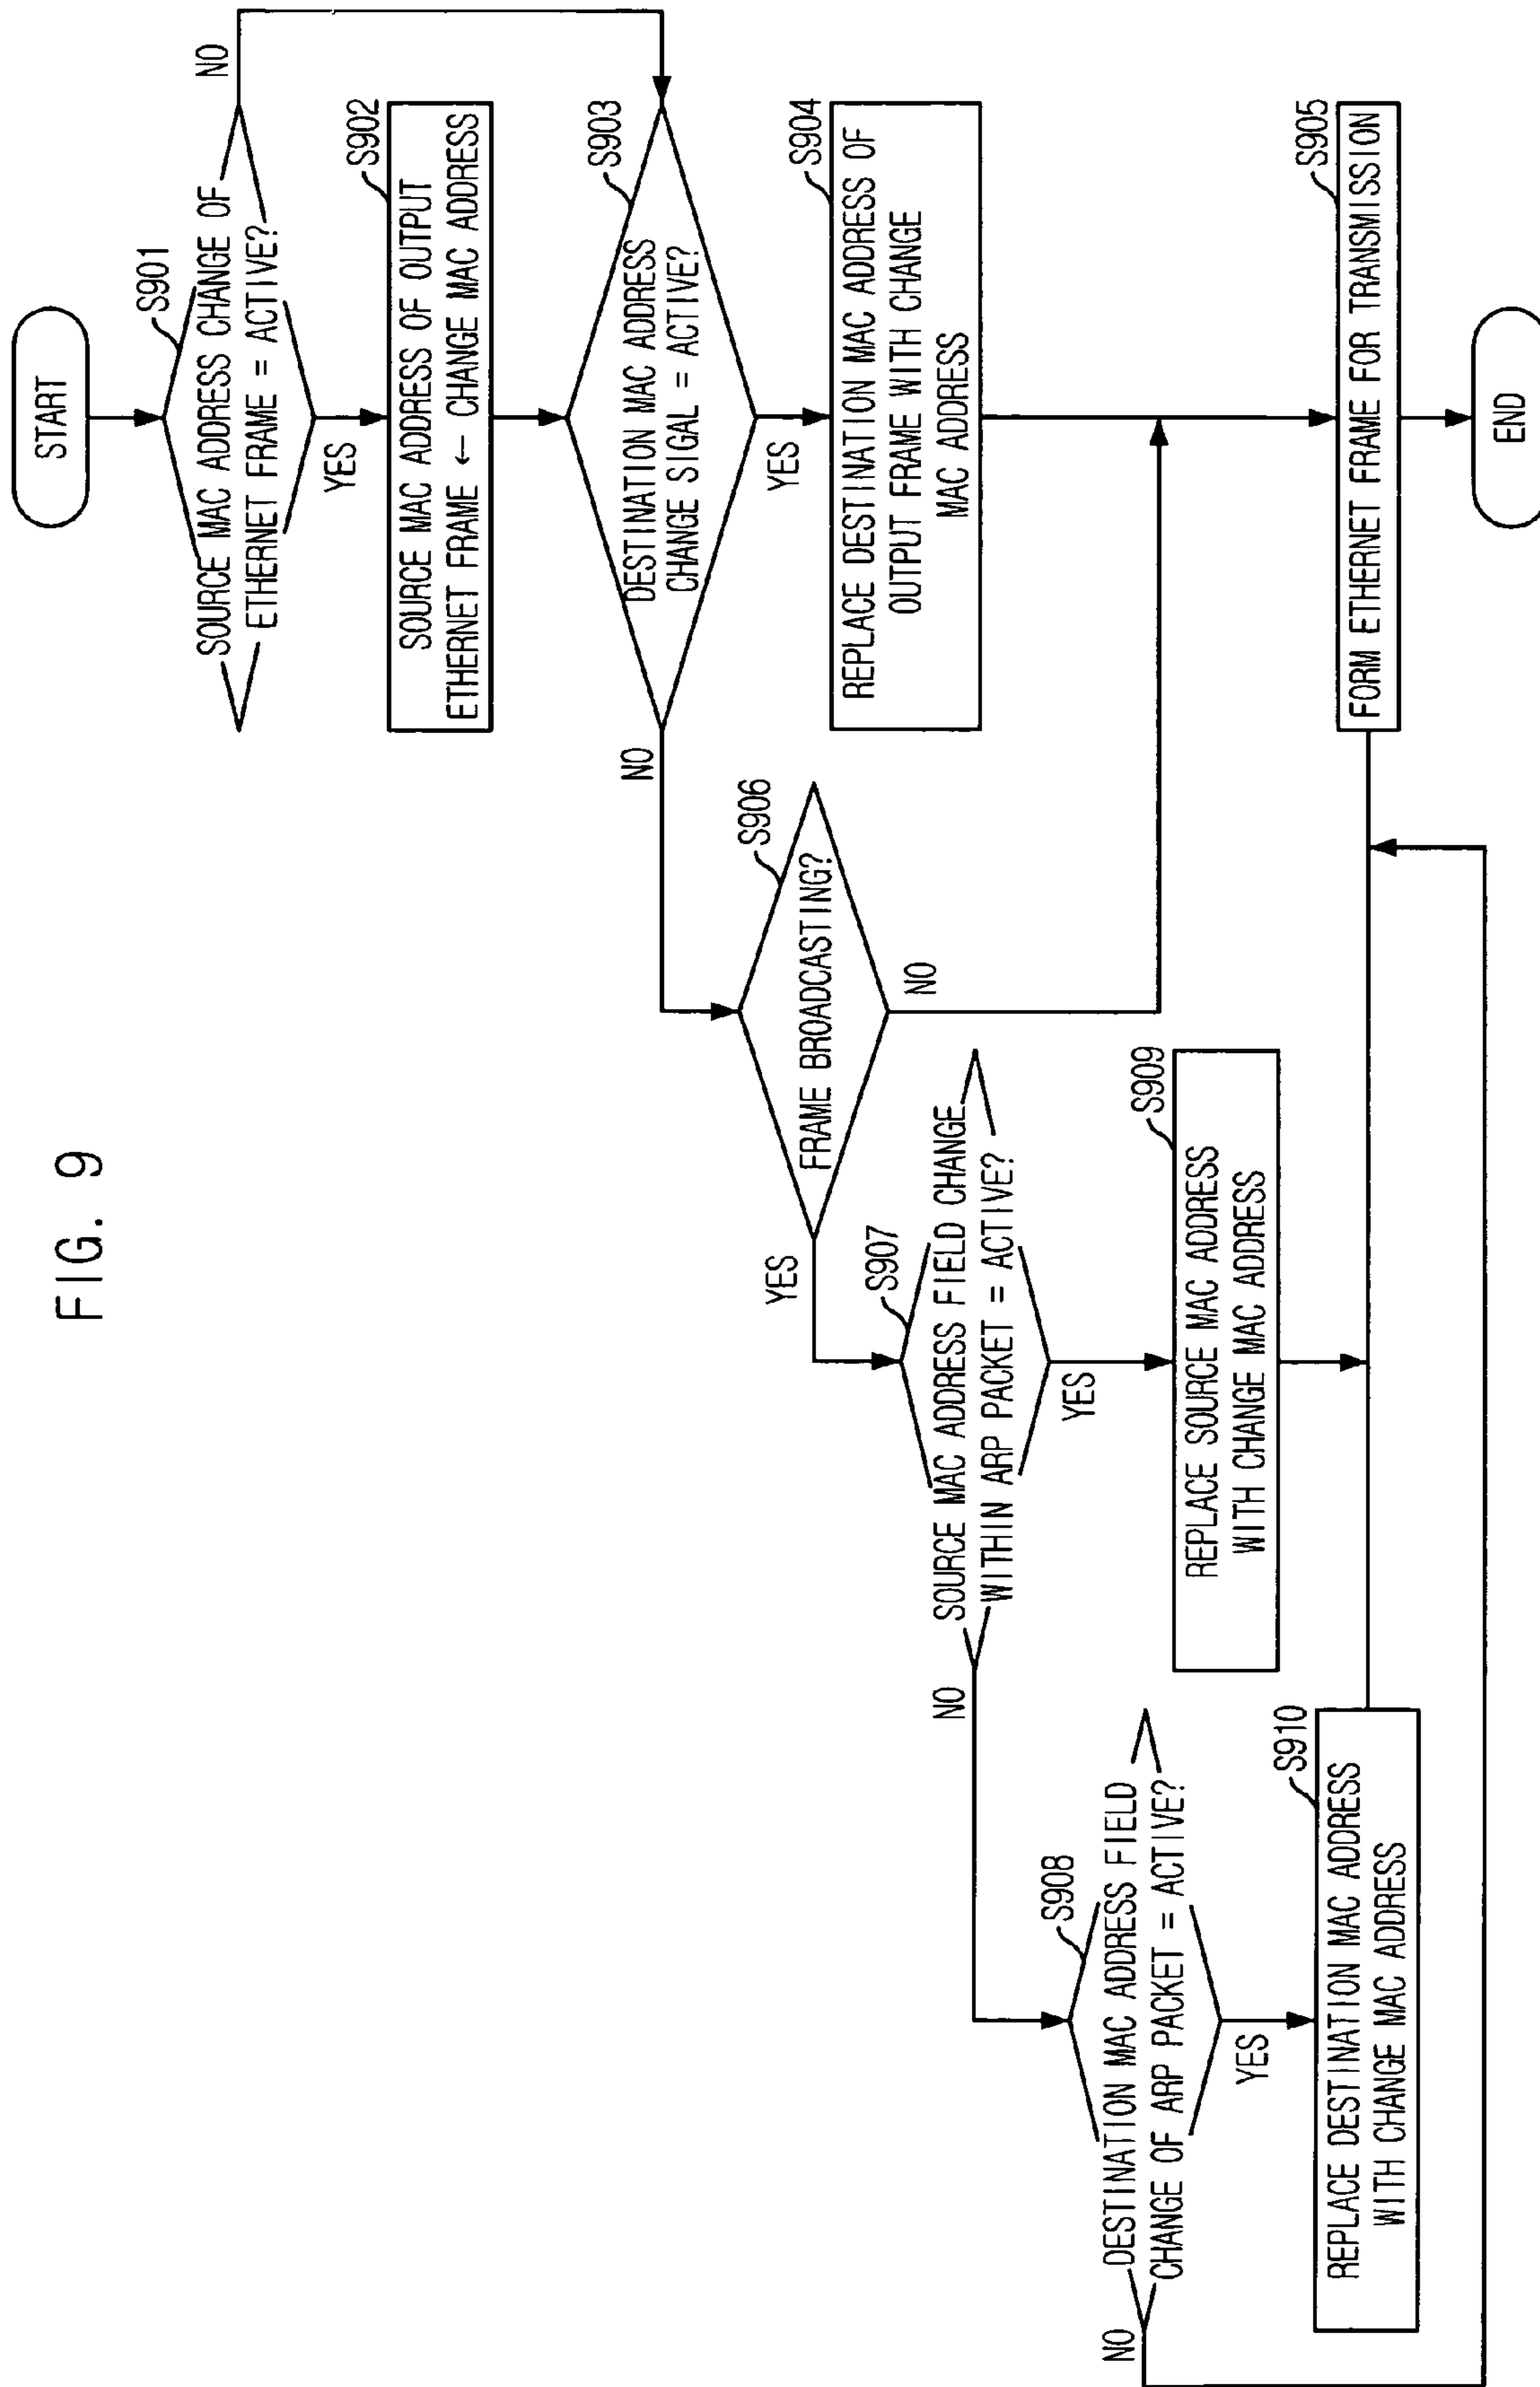 FIG. 9
START
S901
SOURCE MAC ADDRESS CHANGE OF
ETHERNET FRAME = ACTIVE?
NO
YES
S902
SOURCE MAC ADDRESS OF OUTPUT
ETHERNET FRAME ← CHANGE MAC ADDRESS
S903
DESTINATION MAC ADDRESS
CHANGE SIGAL = ACTIVE?
NO
YES
S904
REPLACE DESTINATION MAC ADDRESS OF
OUTPUT FRAME WITH CHANGE
MAC ADDRESS
S906
FRAME BROADCASTING?
YES
NO
S907
SOURCE MAC ADDRESS FIELD CHANGE
WITHIN ARP PACKET = ACTIVE?
NO
YES
S909
REPLACE SOURCE MAC ADDRESS
WITH CHANGE MAC ADDRESS
S908
DESTINATION MAC ADDRESS FIELD
CHANGE OF ARP PACKET = ACTIVE?
NO
YES
S910
REPLACE DESTINATION MAC ADDRESS
WITH CHANGE MAC ADDRESS
S905
FORM ETHERNET FRAME FOR TRANSMISSION
END